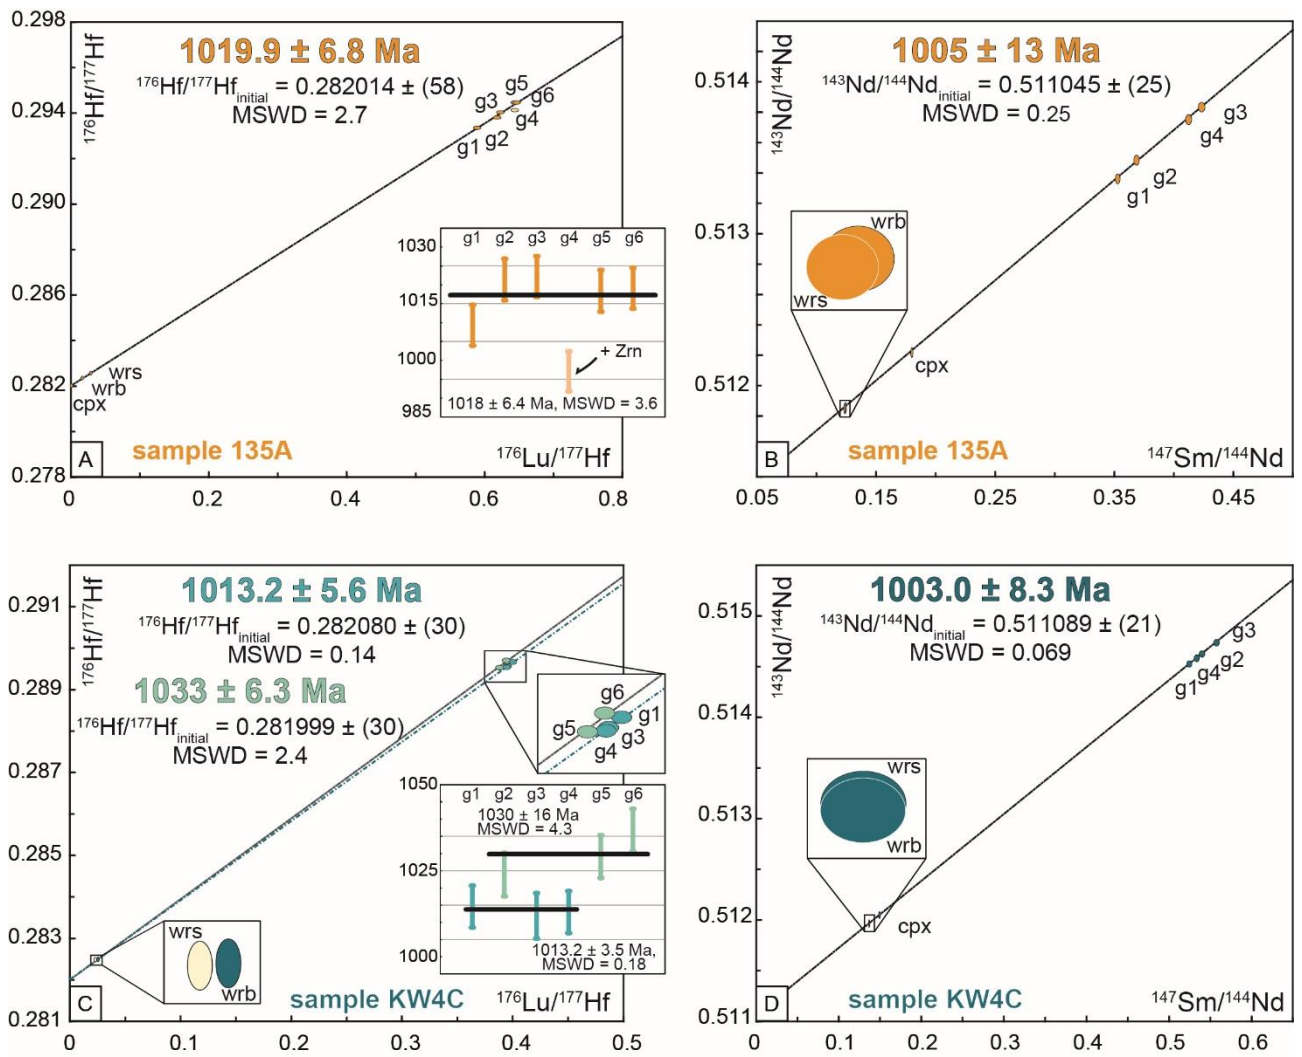 0.298
0.294
0.290
0.286
0.282
0.278
176Hf/177Hf
1019.9 ± 6.8 Ma
176Hf/177Hfinitial = 0.282014 ± (58)
MSWD = 2.7
g5
g3
g6
g4
g1
g2
wrs
wrb
cpx
g1 g2 g3 g4 g5 g6
1030
1015
1000
985
+ Zrn
1018 ± 6.4 Ma, MSWD = 3.6
A
sample 135A
176Lu/177Hf
0 0.2 0.4 0.6 0.8
0.514
0.513
0.512
143Nd/144Nd
1005 ± 13 Ma
143Nd/144Ndinitial = 0.511045 ± (25)
MSWD = 0.25
g3
g4
g2
g1
wrb
wrs
cpx
B
sample 135A
147Sm/144Nd
0.05 0.15 0.25 0.35 0.45
0.291
0.289
0.287
0.285
0.283
0.281
176Hf/177Hf
1013.2 ± 5.6 Ma
176Hf/177Hfinitial = 0.282080 ± (30)
MSWD = 0.14
1033 ± 6.3 Ma
176Hf/177Hfinitial = 0.281999 ± (30)
MSWD = 2.4
g6
g1
g5
g3
g4
1050
1025
1000
g1 g2 g3 g4 g5 g6
1030 ± 16 Ma
MSWD = 4.3
1013.2 ± 3.5 Ma,
MSWD = 0.18
wrs
wrb
C
sample KW4C
176Lu/177Hf
0 0.1 0.2 0.3 0.4 0.5
0.515
0.514
0.513
0.512
0.511
143Nd/144Nd
1003.0 ± 8.3 Ma
143Nd/144Ndinitial = 0.511089 ± (21)
MSWD = 0.069
g3
g2
g4
g1
wrs
wrb
cpx
D
sample KW4C
147Sm/144Nd
0 0.1 0.2 0.3 0.4 0.5 0.6